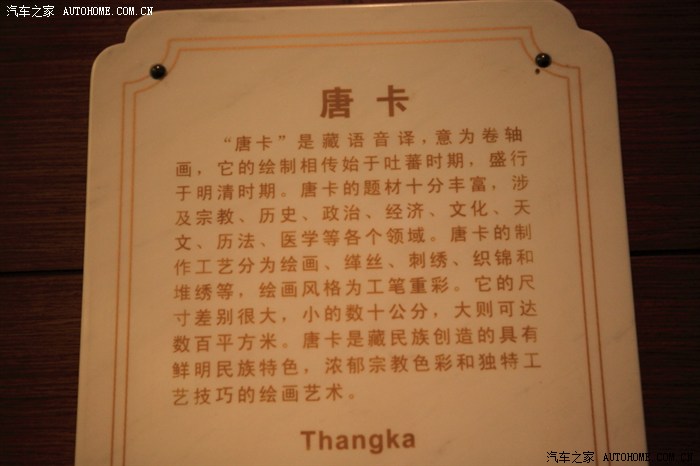 汽车之家 AUTOHOME.COM.CN
唐卡
“唐卡”是藏语音译，意为卷轴
画，它的绘制相传始于吐蕃时期，盛行
于明清时期。唐卡的题材十分丰富，涉
及宗教、历史、政治、经济、文化、天
文、历法、医学等各个领域。唐卡的制
作工艺分为绘画、缂丝、刺绣、织锦和
堆绣等，绘画风格为工笔重彩。它的尺
寸差别很大，小的数十公分，大则可达
数百平方米。唐卡是藏民族创造的具有
鲜明民族特色，浓郁宗教色彩和独特工
艺技巧的绘画艺术。
Thangka
汽车之家 AUTOHOME.COM.CN